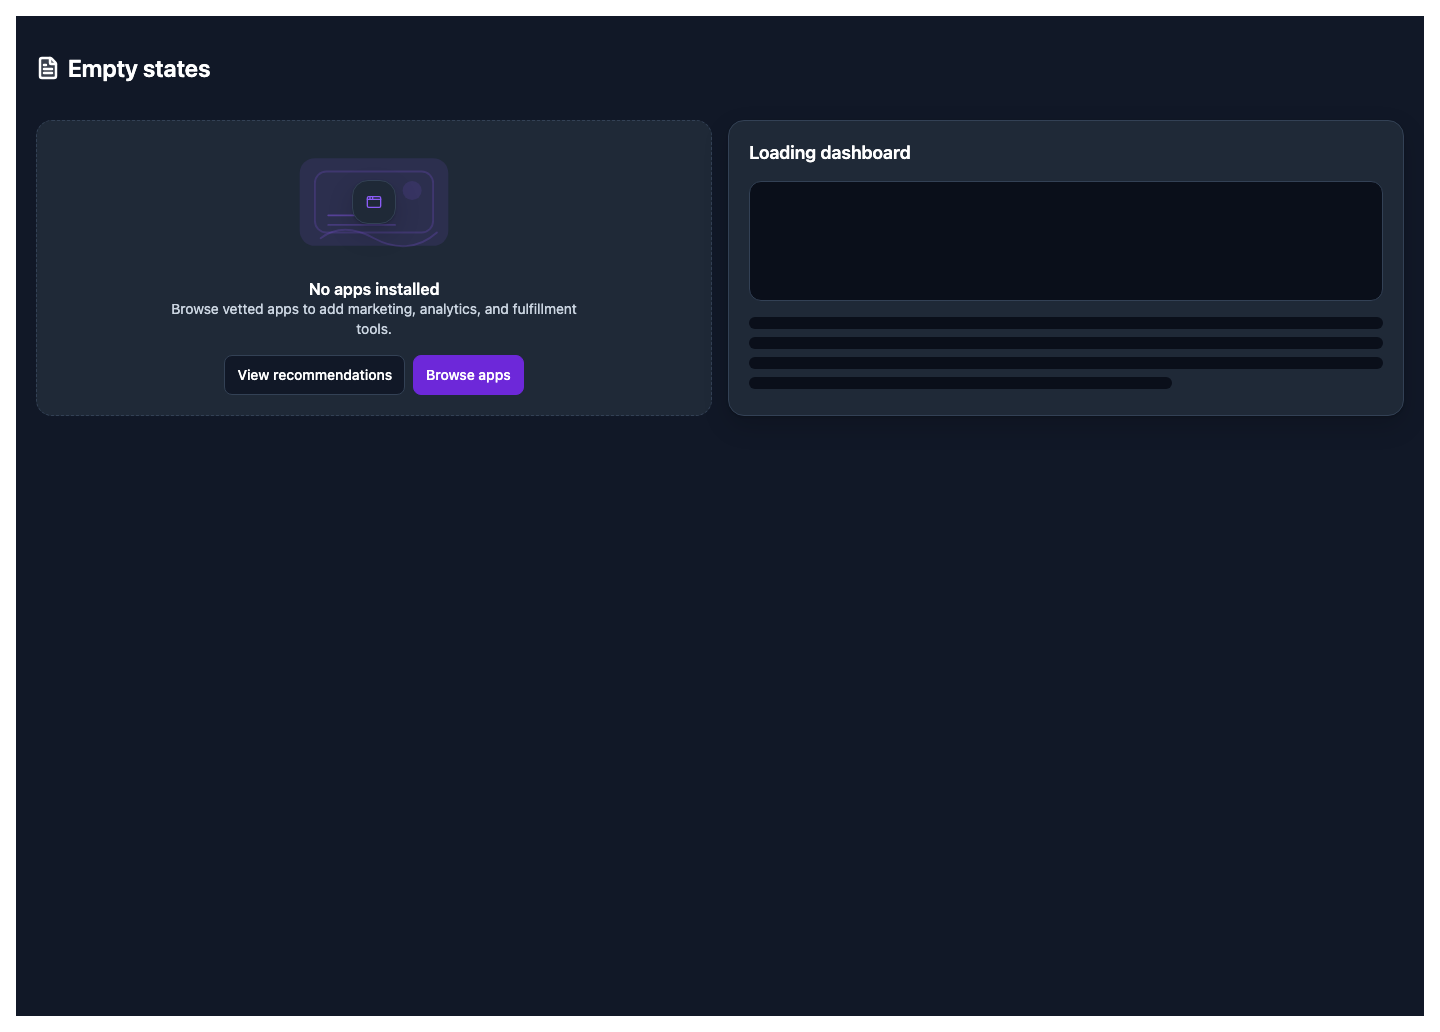 Empty states
No apps installed
Browse vetted apps to add marketing, analytics, and fulfillment
tools.
View recommendations
Browse apps
Loading dashboard